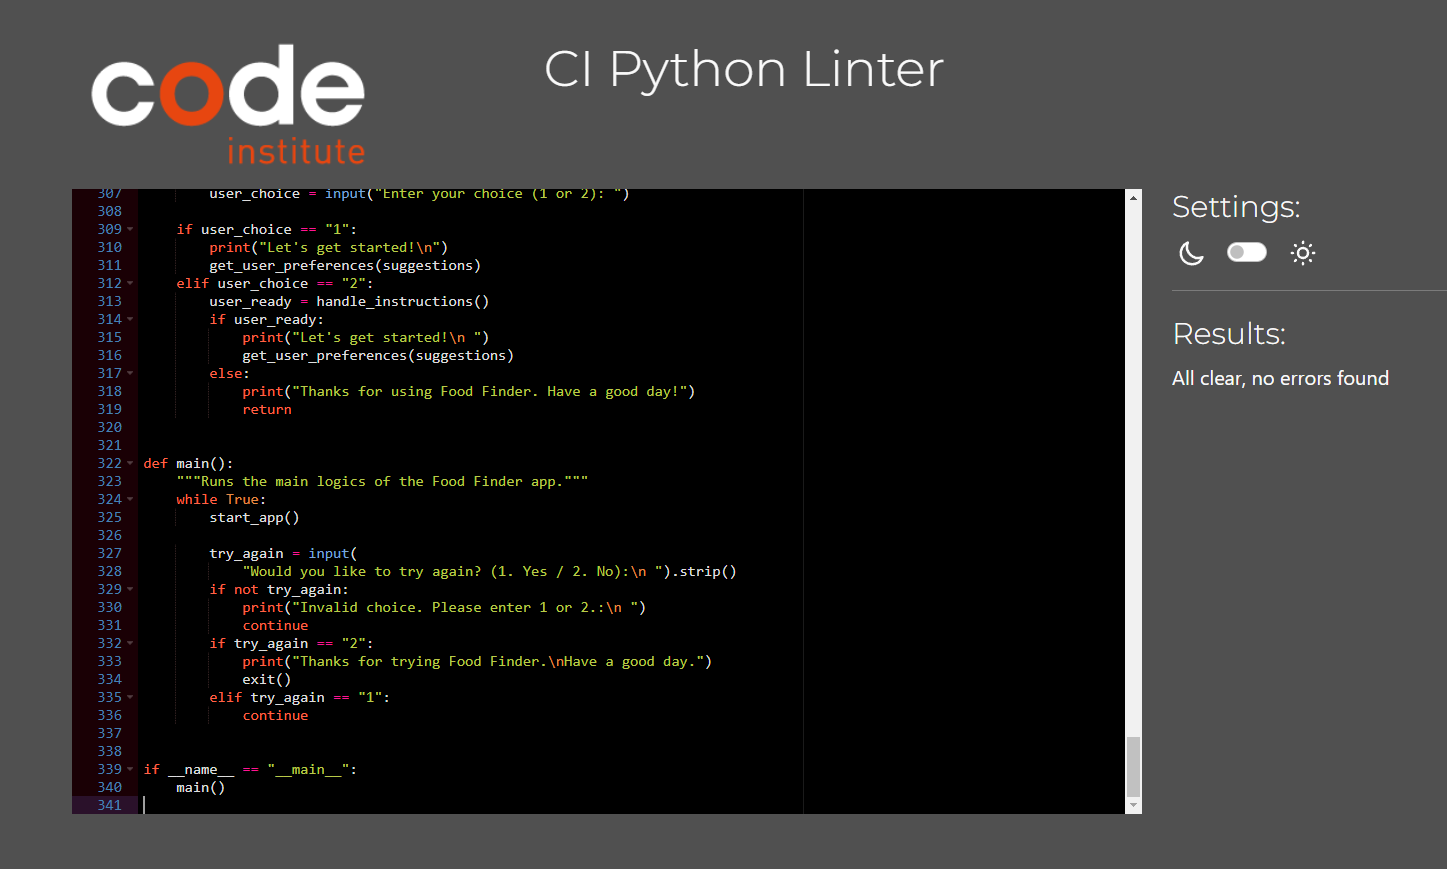 code
institute
CI Python Linter
307 user_choice = input("Enter your choice (1 or 2): ")
308
309 if user_choice == "1":
310 print("Let's get started!\n")
311 get_user_preferences(suggestions)
312 elif user_choice == "2":
313 user_ready = handle_instructions()
314 if user_ready:
315 print("Let's get started!\n ")
316 get_user_preferences(suggestions)
317 else:
318 print("Thanks for using Food Finder. Have a good day!")
319 return
320
321
322 def main():
323 """Runs the main logics of the Food Finder app."""
324 while True:
325 start_app()
326
327 try_again = input(
328 "Would you like to try again? (1. Yes / 2. No):\n ").strip()
329 if not try_again:
330 print("Invalid choice. Please enter 1 or 2.:\n ")
331 continue
332 if try_again == "2":
333 print("Thanks for trying Food Finder.\nHave a good day.")
334 exit()
335 elif try_again == "1":
336 continue
337
338
339 if __name__ == "__main__":
340 main()
341
Settings:
Results:
All clear, no errors found